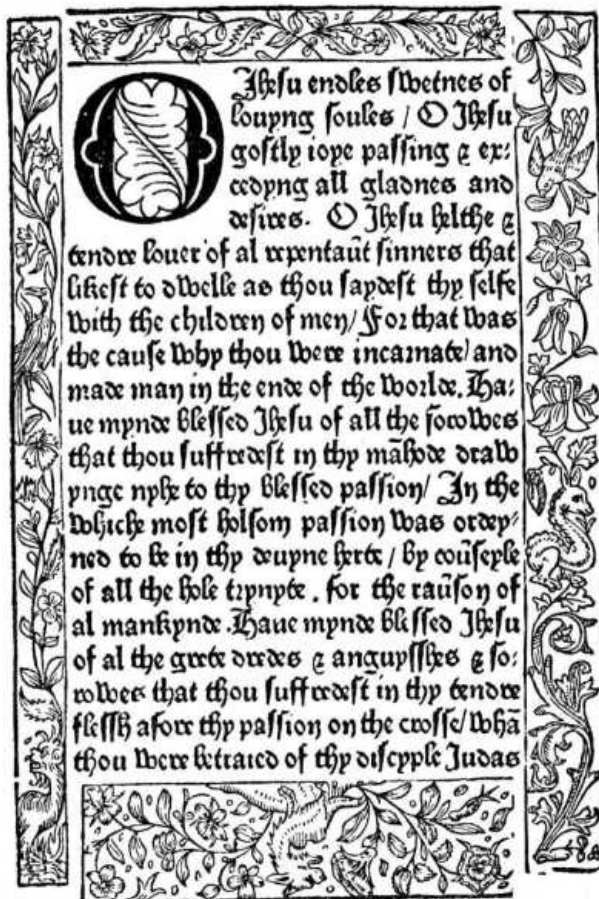 O Jhesu endles swetnes of
louyng soules / O Jhesu
gostly ioye passing & ex:
cedyng all gladnes and
desires. O Jhesu helthe &
tendre louer of al repentaūt sinners that
likest to dwelle as thou saydest thy selfe
with the children of men/ For that was
the cause why thou were incarnate/ and
made man in the ende of the worlde. Ha:
ue mynde blessed Jhesu of all the sorowes
that thou suffredest in thy māhode draw
ynge nyhe to thy blessed passion/ In the
whiche most holsom passion was ordey/
ned to be in thy deuyne herte / by coūseyle
of all the hole trynyte . for the raūson of
al mankynde. Haue mynde blessed Jhesu
of al the grete dredes & anguysshes & so:
rowes that thou suffredest in thy tendre
flessh afore thy passion on the crosse/ whā
thou were betraied of thy discyple Judas